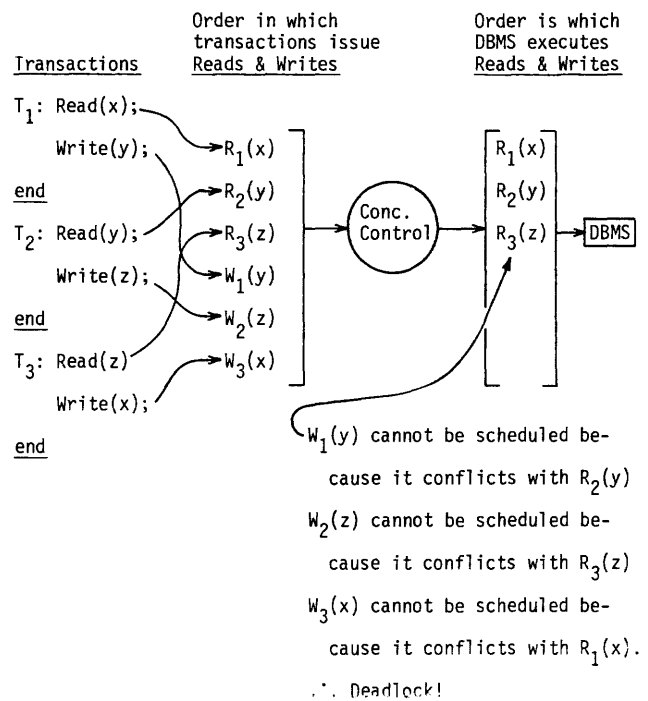 Order in which
transactions issue
Reads & Writes
Order is which
DBMS executes
Reads & Writes
Transactions
T1: Read(x);
Write(y);
end
T2: Read(y);
Write(z);
end
T3: Read(z)
Write(x);
end
R1(x)
R2(y)
R3(z)
W1(y)
W2(z)
W3(x)
Conc.
Control
R1(x)
R2(y)
R3(z)
DBMS
W1(y) cannot be scheduled be-
cause it conflicts with R2(y)
W2(z) cannot be scheduled be-
cause it conflicts with R3(z)
W3(x) cannot be scheduled be-
cause it conflicts with R1(x).
∴ Deadlock!